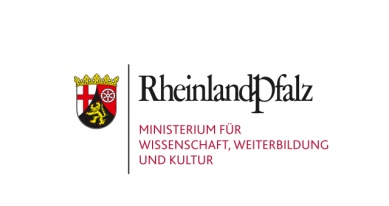 RheinlandPfalz
MINISTERIUM FÜR
WISSENSCHAFT, WEITERBILDUNG
UND KULTUR